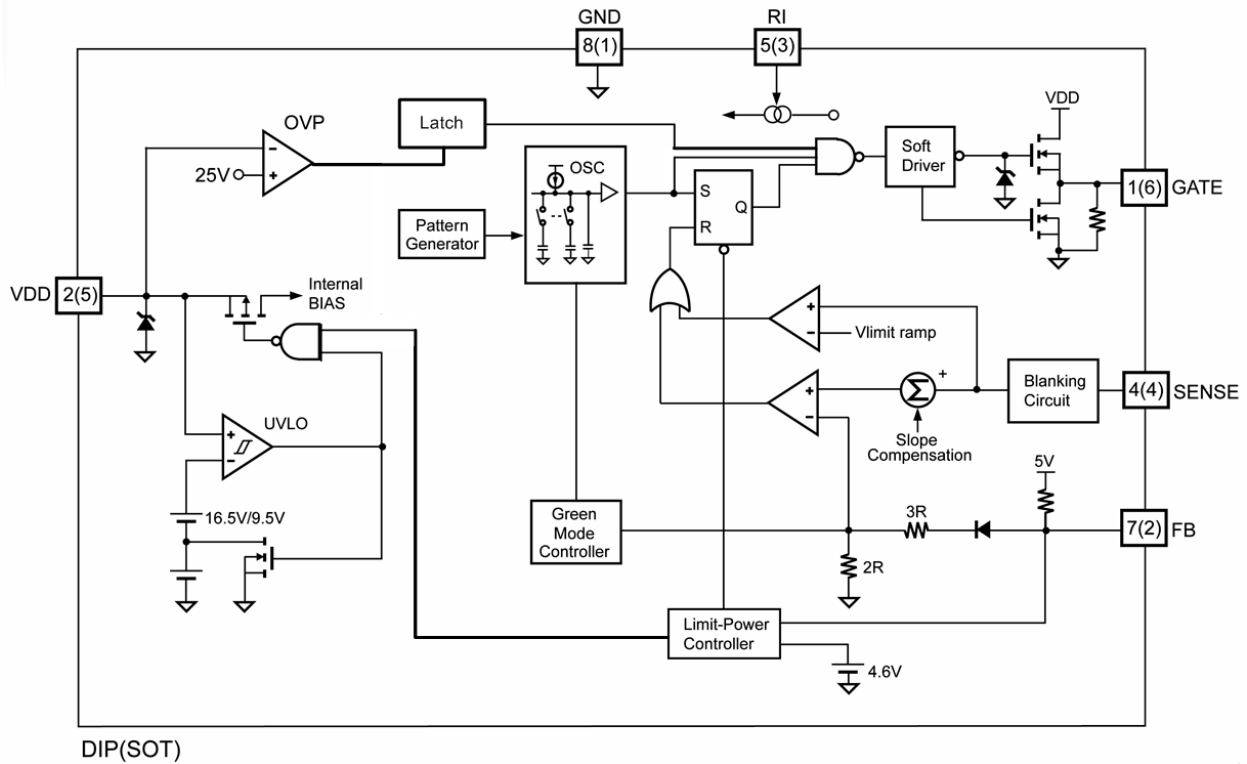 GND
RI
8(1)
5(3)
OVP
25V
Latch
VDD
Soft
Driver
1(6)
GATE
OSC
S
Q
R
Pattern
Generator
VDD
2(5)
Internal
BIAS
Vlimit ramp
Σ
+
Blanking
Circuit
4(4)
SENSE
UVLO
Slope
Compensation
5V
16.5V/9.5V
Green
Mode
Controller
3R
7(2)
FB
2R
Limit-Power
Controller
4.6V
DIP(SOT)